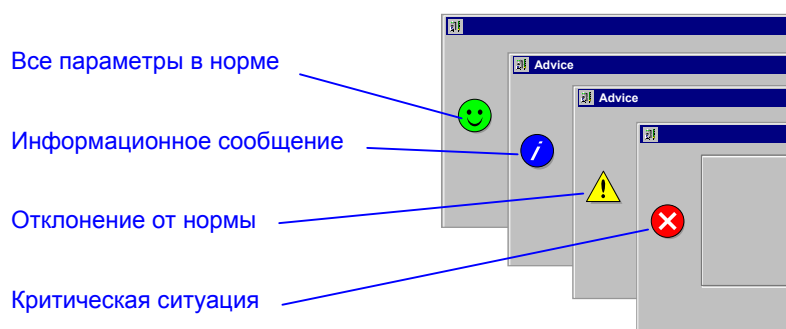 Все параметры в норме
Advice
Advice
Информационное сообщение
Отклонение от нормы
Критическая ситуация